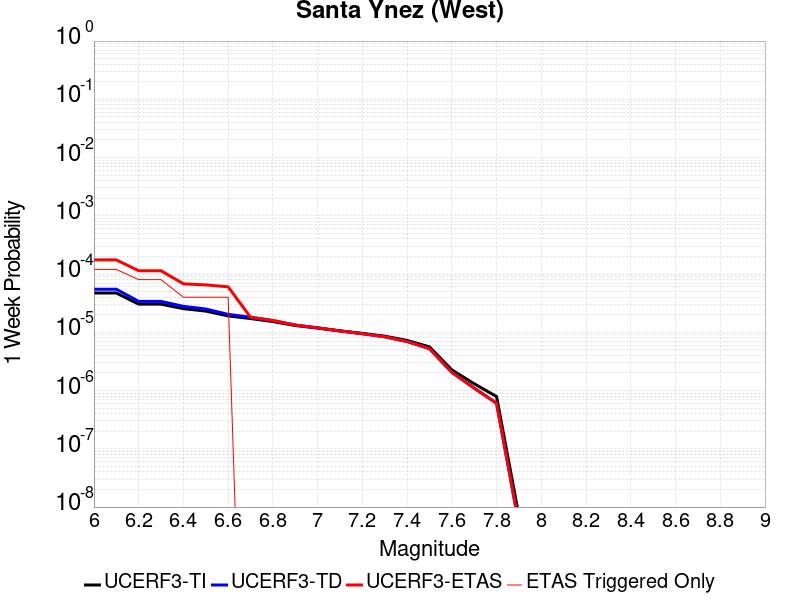 Santa Ynez (West)
10^0
10^-1
10^-2
10^-3
10^-4
10^-5
10^-6
10^-7
10^-8
1 Week Probability
6 6.2 6.4 6.6 6.8 7 7.2 7.4 7.6 7.8 8 8.2 8.4 8.6 8.8 9
Magnitude
UCERF3-TI UCERF3-TD UCERF3-ETAS ETAS Triggered Only